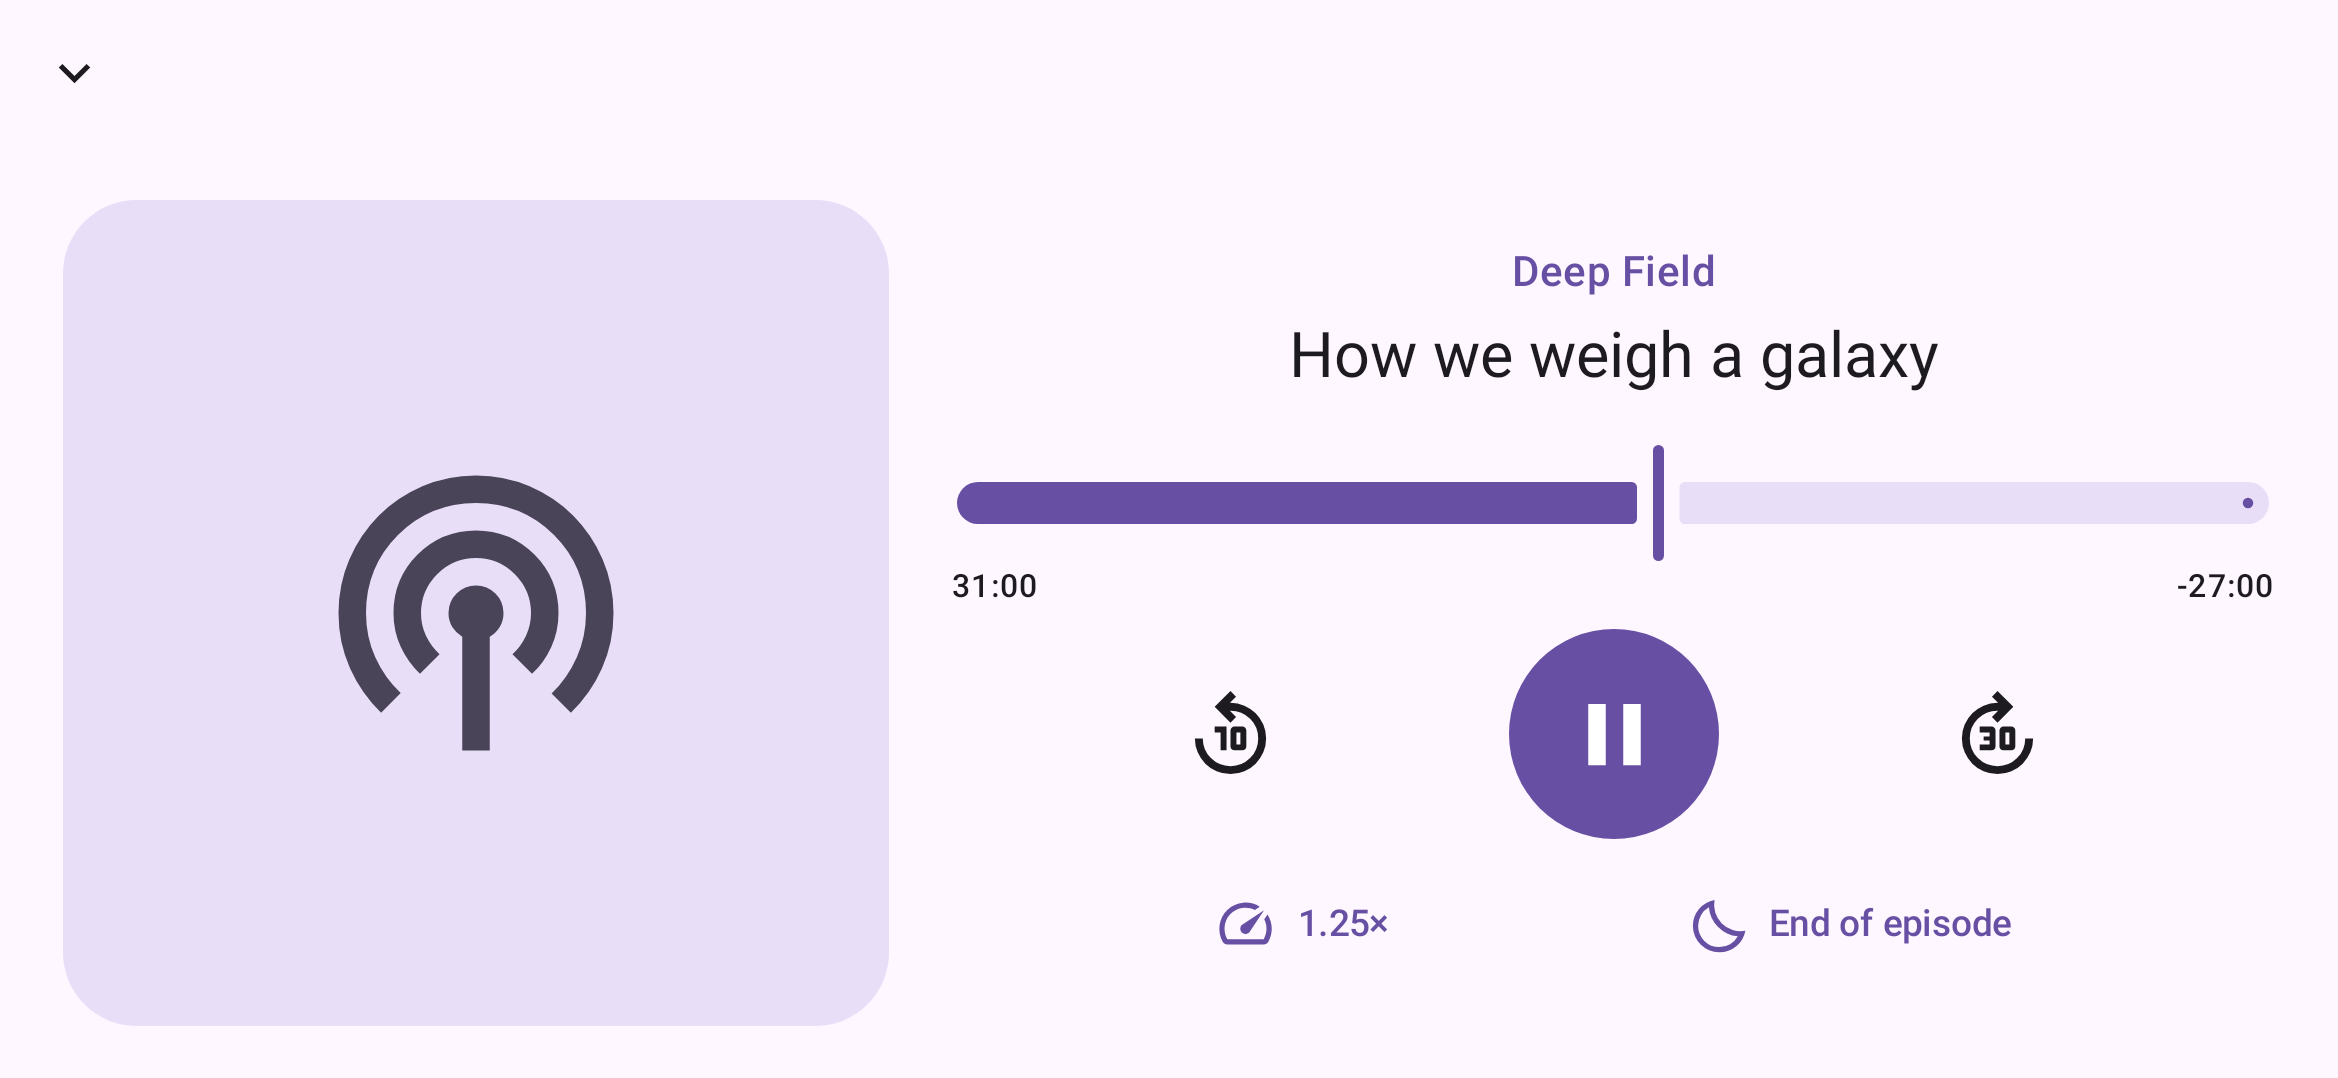 Deep Field
How we weigh a galaxy
31:00
-27:00
10
30
1.25×
End of episode